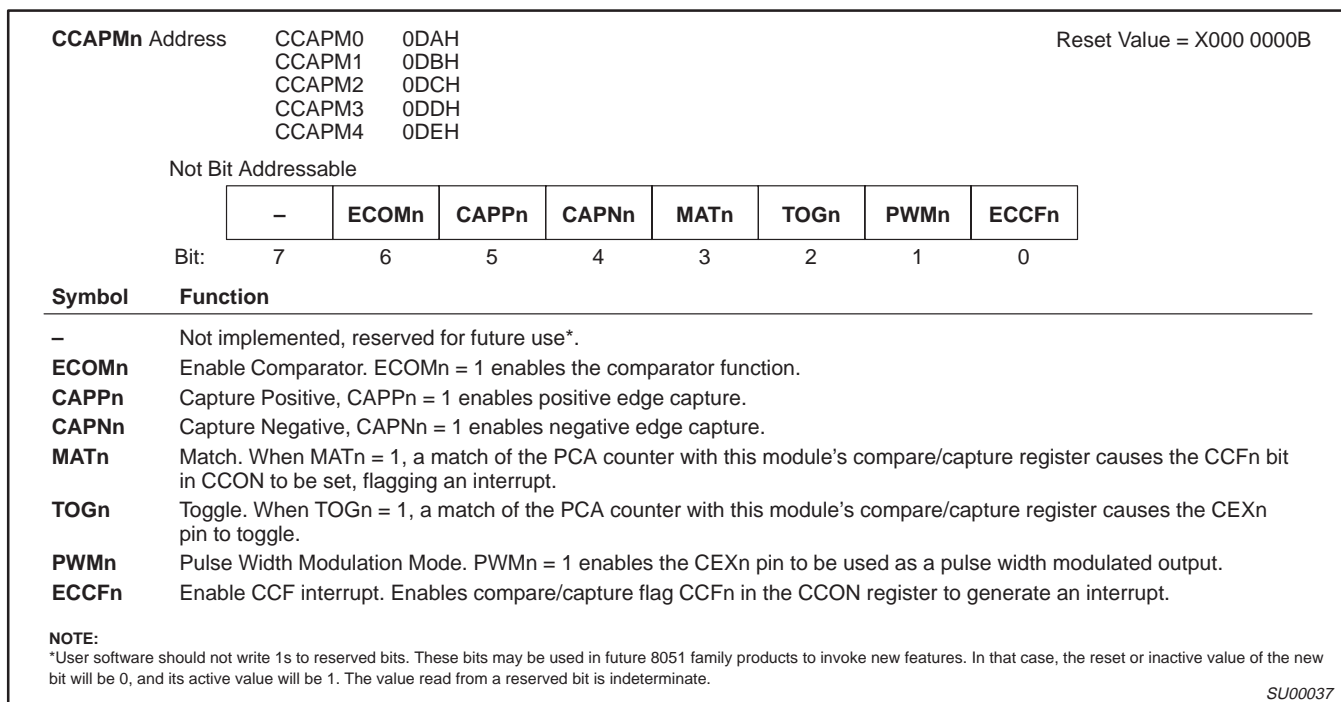 CCAPMn Address CCAPM0 0DAH Reset Value = X000 0000B
CCAPM1 0DBH
CCAPM2 0DCH
CCAPM3 0DDH
CCAPM4 0DEH
Not Bit Addressable
– ECOMn CAPPn CAPNn MATn TOGn PWMn ECCFn
Bit: 7 6 5 4 3 2 1 0
Symbol Function
– Not implemented, reserved for future use*.
ECOMn Enable Comparator. ECOMn = 1 enables the comparator function.
CAPPn Capture Positive, CAPPn = 1 enables positive edge capture.
CAPNn Capture Negative, CAPNn = 1 enables negative edge capture.
MATn Match. When MATn = 1, a match of the PCA counter with this module’s compare/capture register causes the CCFn bit
in CCON to be set, flagging an interrupt.
TOGn Toggle. When TOGn = 1, a match of the PCA counter with this module’s compare/capture register causes the CEXn
pin to toggle.
PWMn Pulse Width Modulation Mode. PWMn = 1 enables the CEXn pin to be used as a pulse width modulated output.
ECCFn Enable CCF interrupt. Enables compare/capture flag CCFn in the CCON register to generate an interrupt.
NOTE:
*User software should not write 1s to reserved bits. These bits may be used in future 8051 family products to invoke new features. In that case, the reset or inactive value of the new
bit will be 0, and its active value will be 1. The value read from a reserved bit is indeterminate.
SU00037